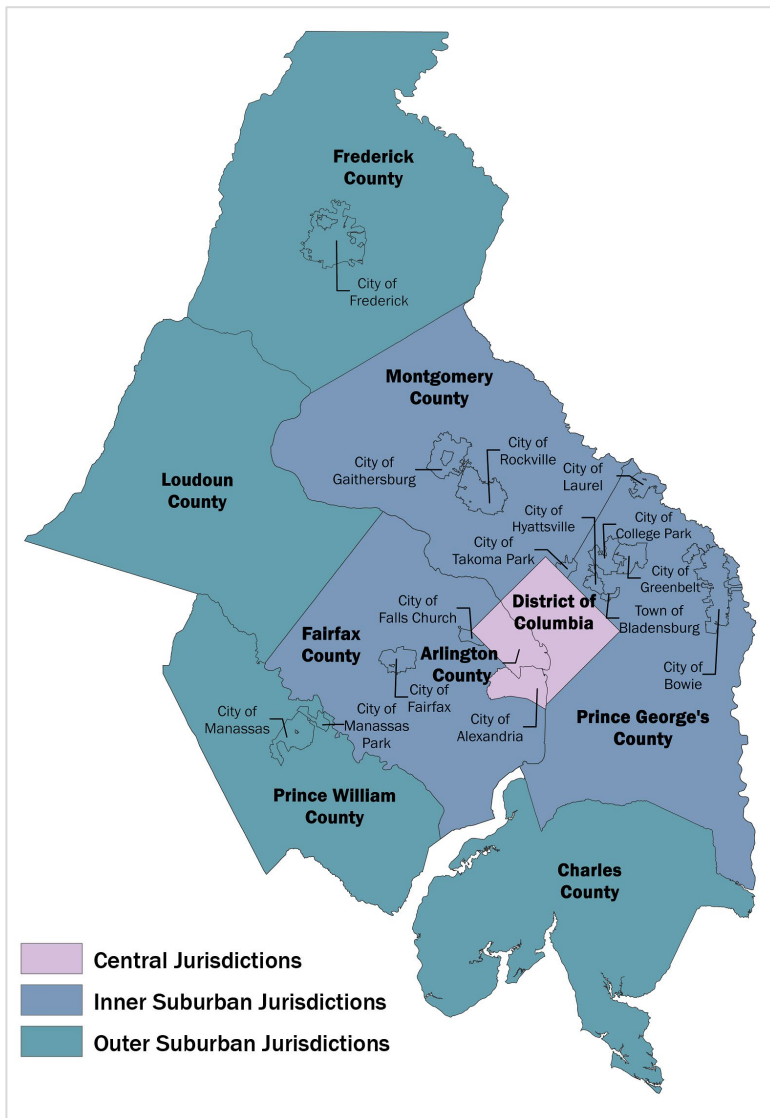 Frederick
County
City of
Frederick
Montgomery
County
City of
Rockville
City of
Gaithersburg
City of
Laurel
Loudoun
County
City of
Hyattsville
City of
College Park
City of
Takoma Park
City of
Greenbelt
District of
Columbia
Town of
Bladensburg
City of
Falls Church
Fairfax
County
Arlington
County
City of
Bowie
City of
Fairfax
City of
Manassas
City of
Manassas
Park
City of
Alexandria
Prince George's
County
Prince William
County
Charles
County
Central Jurisdictions
Inner Suburban Jurisdictions
Outer Suburban Jurisdictions